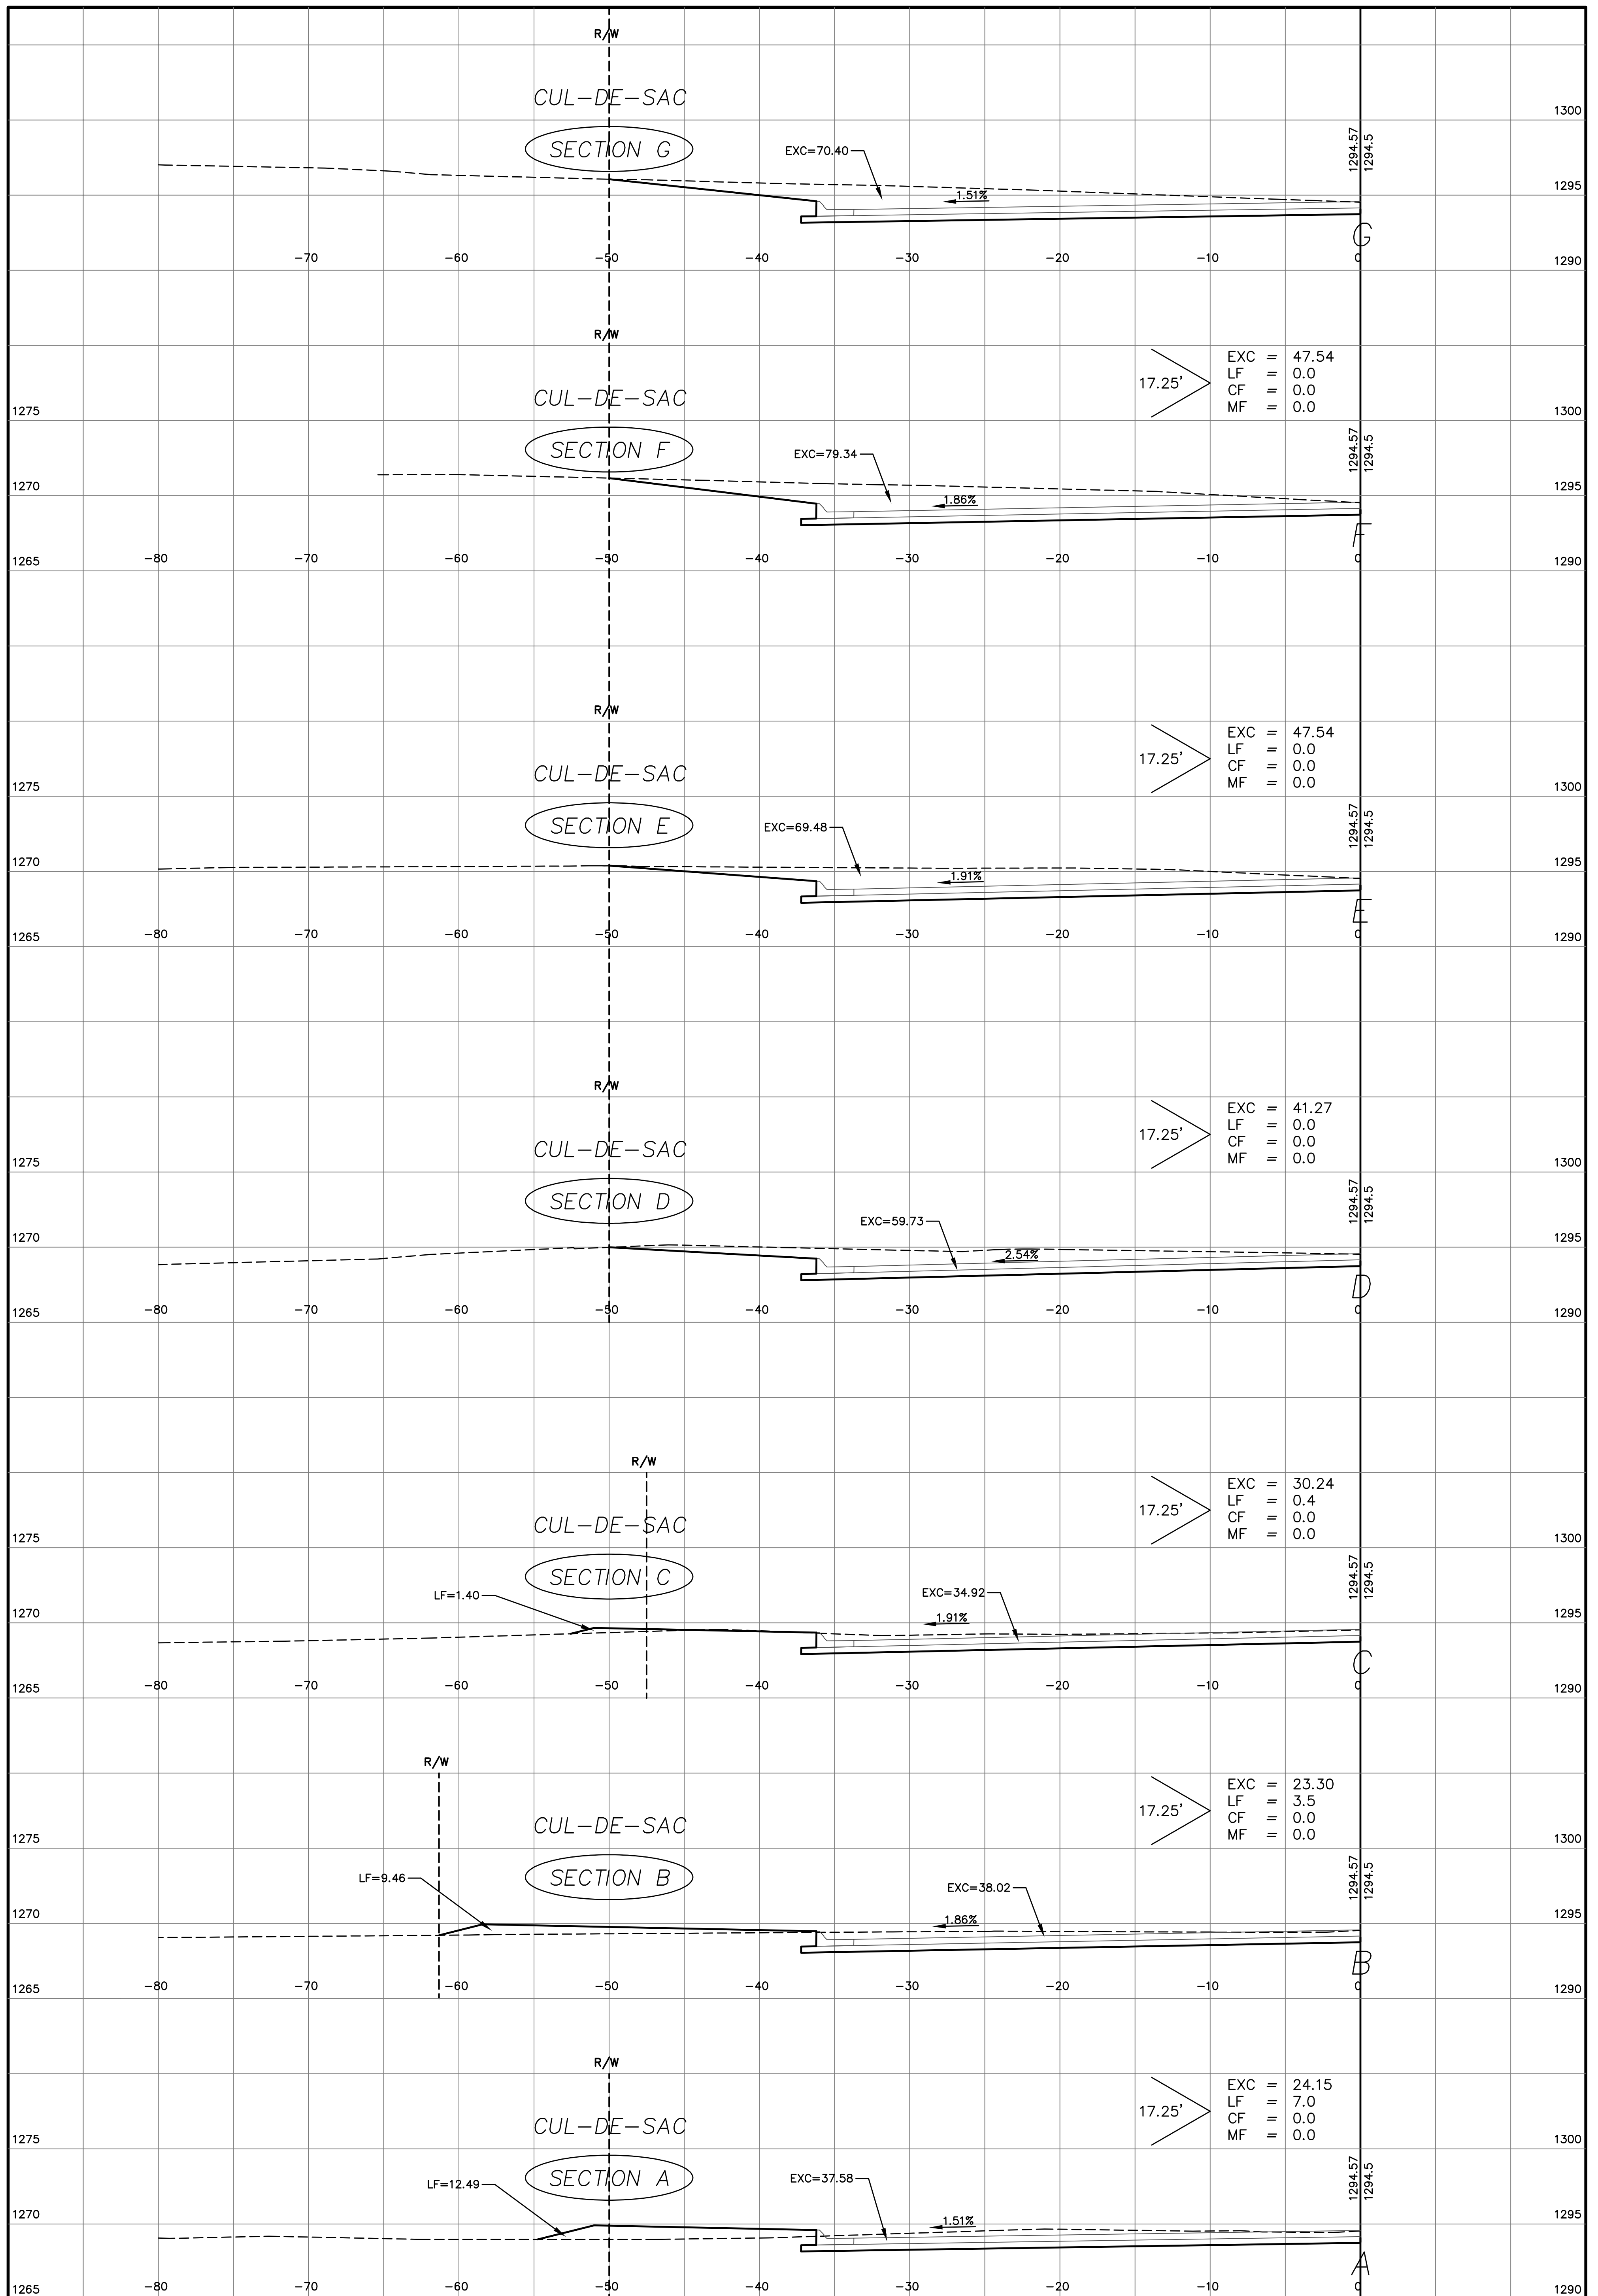 R/W
CUL-DE-SAC
1300
SECTION G
EXC=70.40
1294.57
1294.5
1295
1.51%
G
-70 -60 -50 -40 -30 -20 -10 0
1290
R/W
17.25'
EXC = 47.54
LF = 0.0
CF = 0.0
MF = 0.0
CUL-DE-SAC
1275 1300
SECTION F
EXC=79.34
1294.57
1294.5
1270 1295
1.86%
F
1265 -80 -70 -60 -50 -40 -30 -20 -10 0 1290
R/W
17.25'
EXC = 47.54
LF = 0.0
CF = 0.0
MF = 0.0
CUL-DE-SAC
1275 1300
SECTION E
EXC=69.48
1294.57
1294.5
1270 1295
1.91%
E
1265 -80 -70 -60 -50 -40 -30 -20 -10 0 1290
R/W
17.25'
EXC = 41.27
LF = 0.0
CF = 0.0
MF = 0.0
CUL-DE-SAC
1275 1300
SECTION D
EXC=59.73
1294.57
1294.5
1270 1295
2.54%
D
1265 -80 -70 -60 -50 -40 -30 -20 -10 0 1290
R/W
17.25'
EXC = 30.24
LF = 0.4
CF = 0.0
MF = 0.0
CUL-DE-SAC
1275 1300
SECTION C
LF=1.40
EXC=34.92
1294.57
1294.5
1270 1295
1.91%
C
1265 -80 -70 -60 -50 -40 -30 -20 -10 0 1290
R/W
17.25'
EXC = 23.30
LF = 3.5
CF = 0.0
MF = 0.0
CUL-DE-SAC
1275 1300
SECTION B
LF=9.46
EXC=38.02
1294.57
1294.5
1270 1295
1.86%
B
1265 -80 -70 -60 -50 -40 -30 -20 -10 0 1290
R/W
17.25'
EXC = 24.15
LF = 7.0
CF = 0.0
MF = 0.0
CUL-DE-SAC
1275 1300
SECTION A
LF=12.49
EXC=37.58
1294.57
1294.5
1270 1295
1.51%
A
1265 -80 -70 -60 -50 -40 -30 -20 -10 0 1290